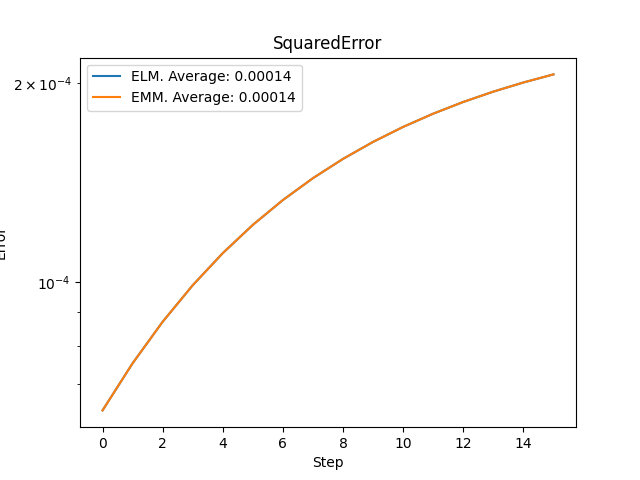 SquaredError
ELM. Average: 0.00014
EMM. Average: 0.00014
2 × 10⁻⁴
10⁻⁴
Error
0 2 4 6 8 10 12 14
Step